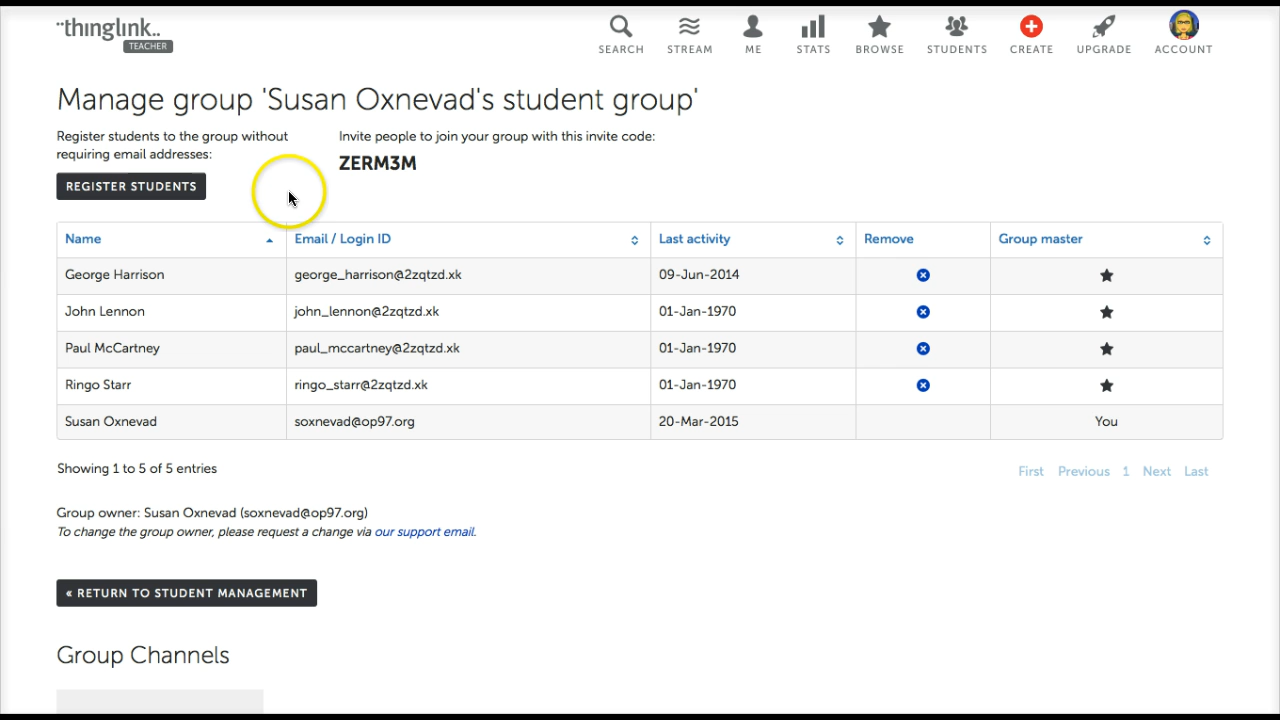 ¨thinglink..
TEACHER
SEARCH STREAM ME STATS BROWSE STUDENTS CREATE UPGRADE ACCOUNT
Manage group 'Susan Oxnevad's student group'
Register students to the group without
requiring email addresses:
Invite people to join your group with this invite code:
ZERM3M
REGISTER STUDENTS
Name Email / Login ID Last activity Remove Group master
George Harrison george_harrison@2zqtzd.xk 09-Jun-2014
John Lennon john_lennon@2zqtzd.xk 01-Jan-1970
Paul McCartney paul_mccartney@2zqtzd.xk 01-Jan-1970
Ringo Starr ringo_starr@2zqtzd.xk 01-Jan-1970
Susan Oxnevad soxnevad@op97.org 20-Mar-2015 You
Showing 1 to 5 of 5 entries
First Previous 1 Next Last
Group owner: Susan Oxnevad (soxnevad@op97.org)
To change the group owner, please request a change via our support email.
« RETURN TO STUDENT MANAGEMENT
Group Channels